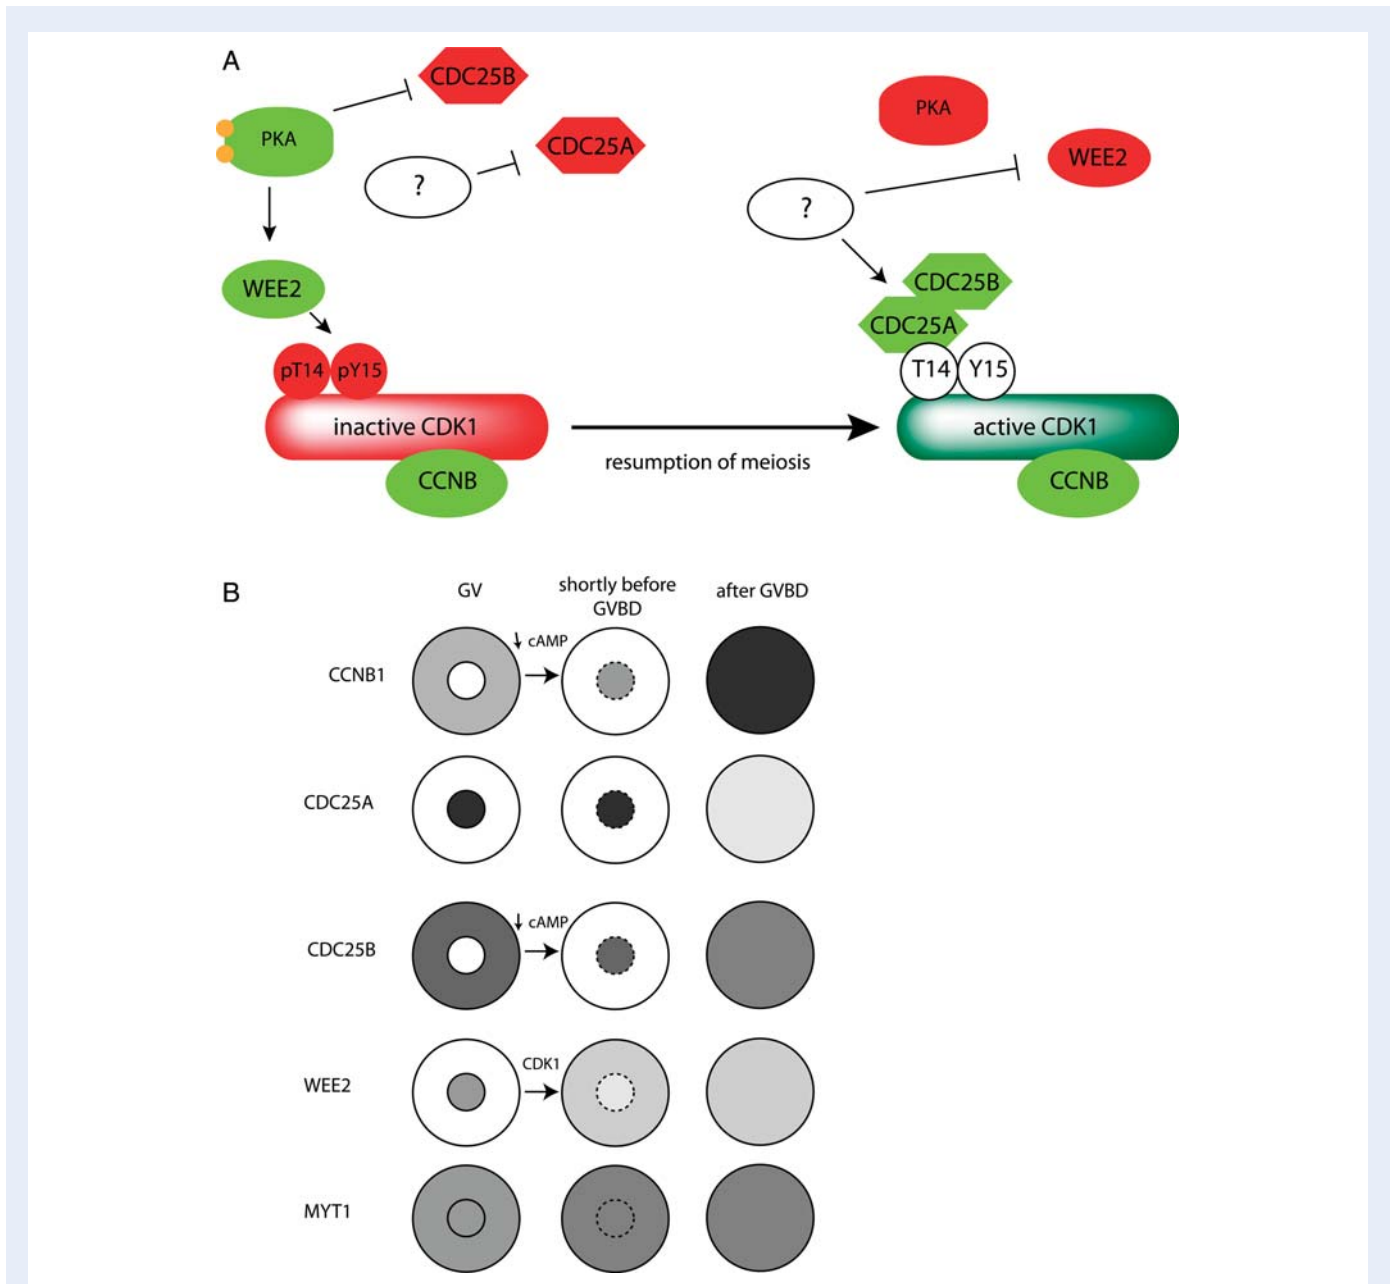 A
CDC25B
PKA
CDC25A
?
WEE2
pT14 pY15
inactive CDK1
CCNB
resumption of meiosis
PKA
WEE2
?
CDC25B
CDC25A
T14 Y15
active CDK1
CCNB
B
GV
shortly before
GVBD
after GVBD
CCNB1
↓ cAMP
CDC25A
CDC25B
↓ cAMP
WEE2
CDK1
MYT1